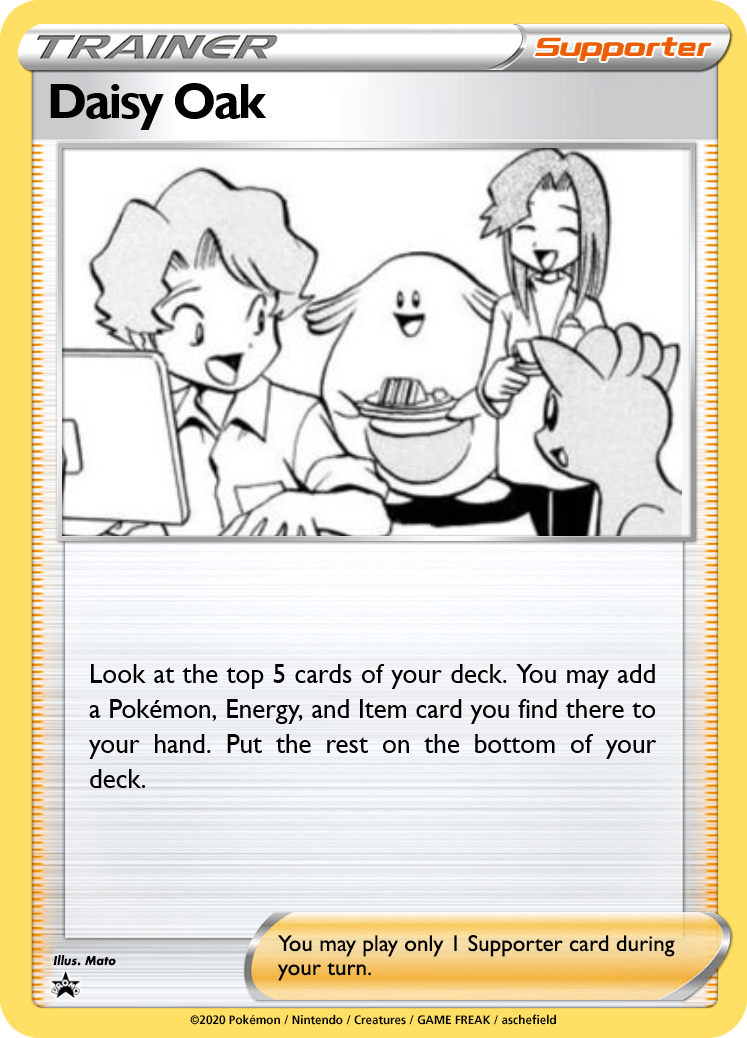 TRAINER
Supporter
Daisy Oak
Look at the top 5 cards of your deck. You may add
a Pokémon, Energy, and Item card you find there to
your hand. Put the rest on the bottom of your
deck.
You may play only 1 Supporter card during
your turn.
Illus. Mato
PROMO
©2020 Pokémon / Nintendo / Creatures / GAME FREAK / aschefield